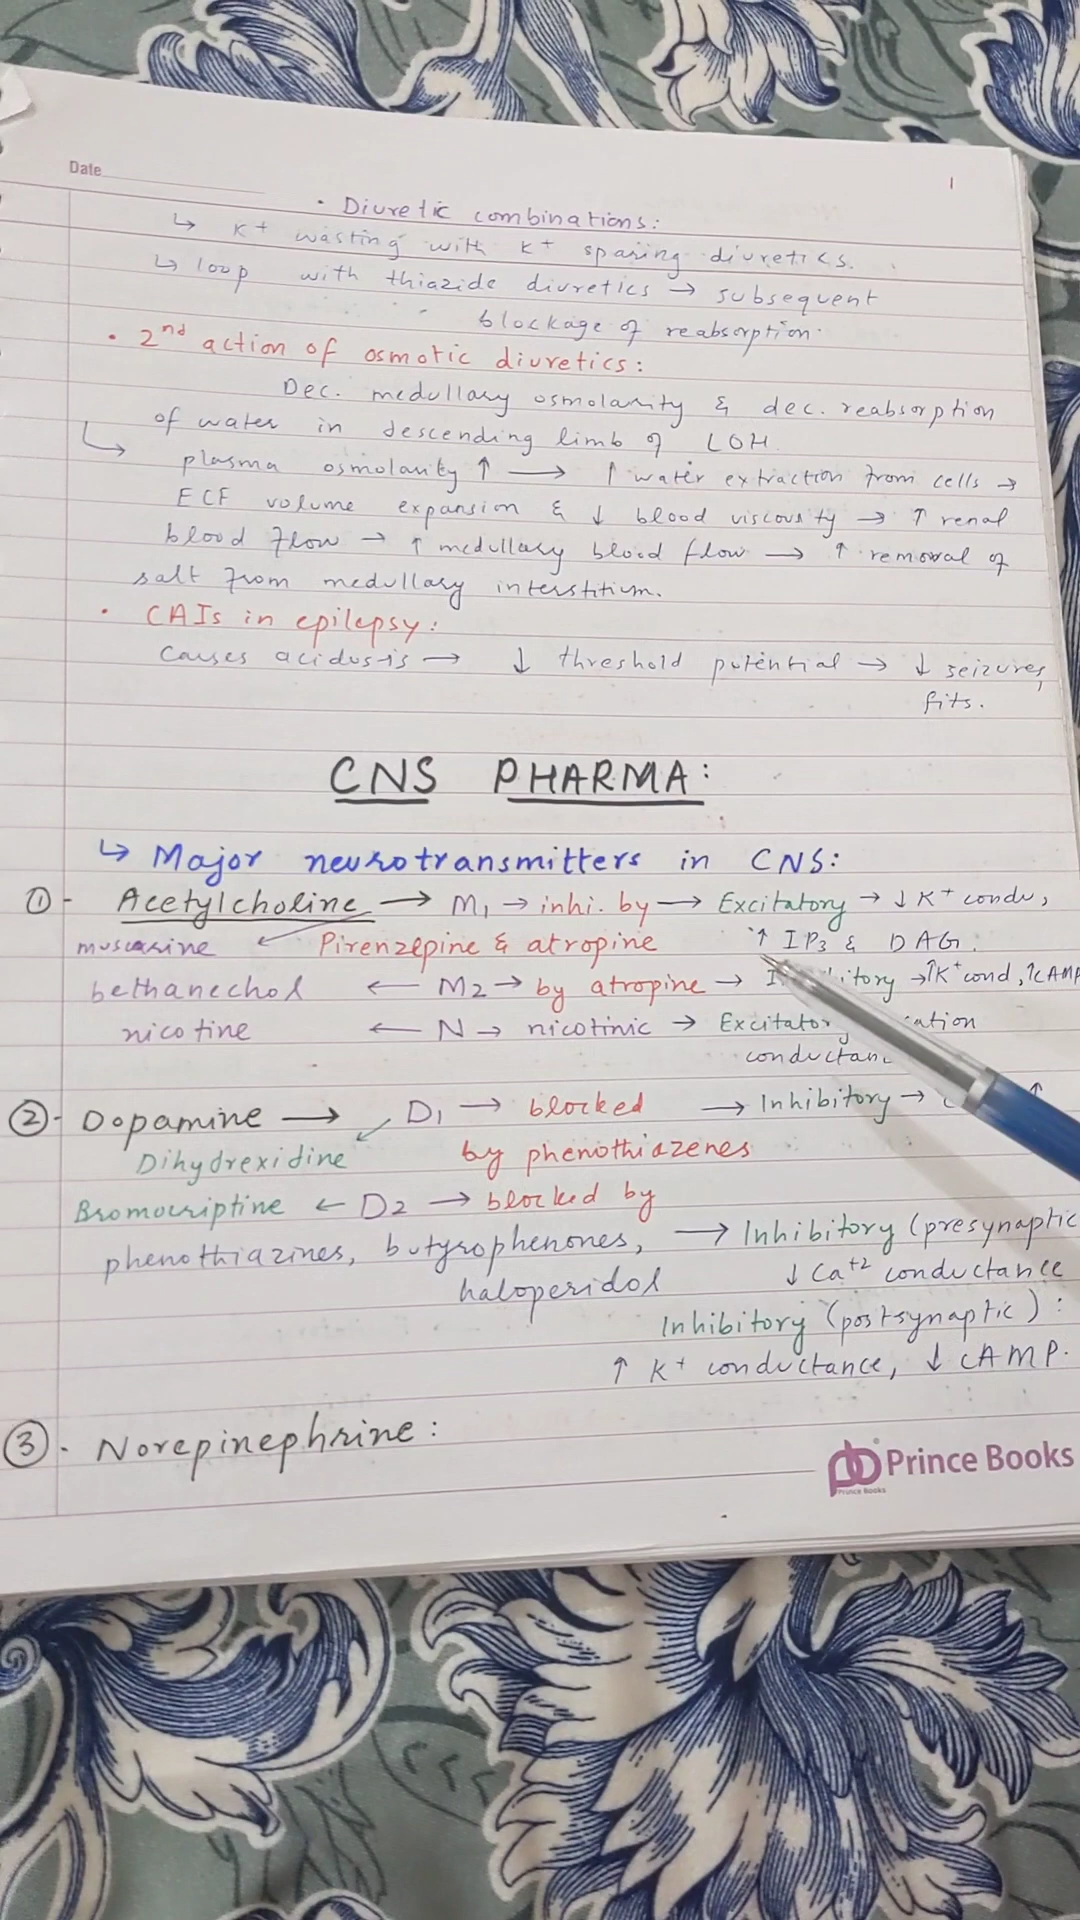 Date
1
· Diuretic combinations:
↳ K+ wasting with K+ sparing diuretics.
↳ loop with thiazide diuretics → subsequent
blockage of reabsorption.
· 2nd action of osmotic diuretics:
Dec. medullary osmolarity & dec. reabsorption
of water in descending limb of LOH
↳ plasma osmolarity ↑ → ↑ water extraction from cells →
ECF volume expansion & ↓ blood viscosity → ↑ renal
blood flow → ↑ medullary blood flow → ↑ removal of
salt from medullary interstitium.
· CAIs in epilepsy:
Causes acidosis → ↓ threshold potential → ↓ seizures,
fits.
CNS PHARMA:
↳ Major neurotransmitters in CNS:
①- Acetylcholine → M1 → inhi. by → Excitatory → ↓ K+ condu,
muscarine ← Pirenzepine & atropine ↑ IP3 & DAG.
bethanechol ← M2 → by atropine → →↑K+ cond, ↑cAMP
nicotine ← N → nicotinic →
②- Dopamine → D1 → blocked → Inhibitory → ↑
Dihydrexidine by phenothiazenes
Bromocriptine ← D2 → blocked by
phenothiazines, butyrophenones, → Inhibitory (presynaptic
haloperidol ↓ Ca+2 conductance
Inhibitory (postsynaptic) :
↑ K+ conductance, ↓ cAMP.
③. Norepinephrine:
Prince Books
Prince Books